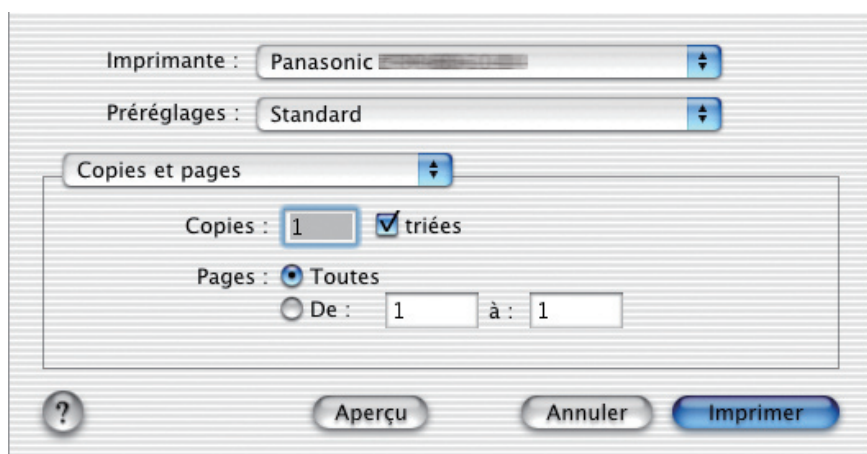 Imprimante : Panasonic
Préréglages : Standard
Copies et pages
Copies : 1 triées
Pages : Toutes
De : 1 à : 1
? Aperçu Annuler Imprimer